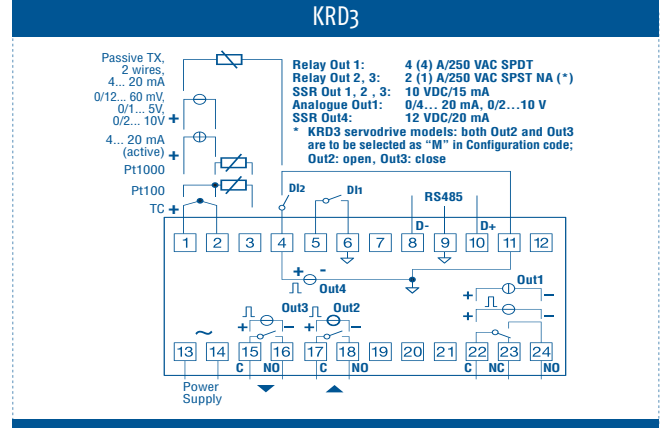 KRD3
Passive TX,
2 wires,
4... 20 mA
0/12... 60 mV,
0/1... 5V,
0/2... 10V +
4... 20 mA
(active) +
Pt1000
Pt100
TC +
Relay Out 1: 4 (4) A/250 VAC SPDT
Relay Out 2, 3: 2 (1) A/250 VAC SPST NA (*)
SSR Out 1, 2 , 3: 10 VDC/15 mA
Analogue Out1: 0/4... 20 mA, 0/2...10 V
SSR Out4: 12 VDC/20 mA
* KRD3 servodrive models: both Out2 and Out3
are to be selected as “M” in Configuration code;
Out2: open, Out3: close
DI2 DI1 RS485
D- D+
1 2 3 4 5 6 7 8 9 10 11 12
+ -
Out4
Out1
+ −
+ −
Out3 Out2
+ − + −
~
13 14 15 16 17 18 19 20 21 22 23 24
C NO C NO C NC NO
Power
Supply